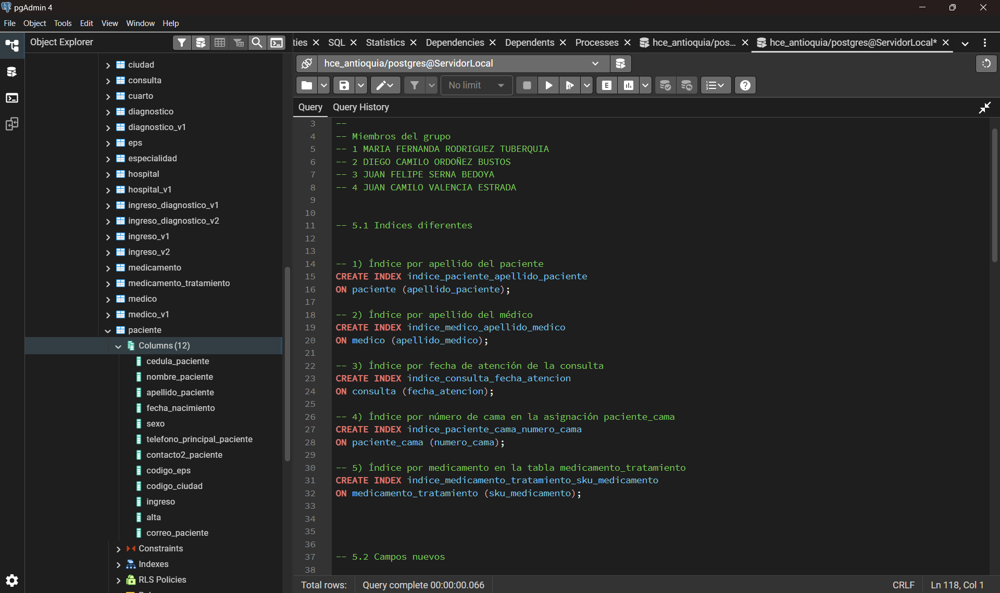 pgAdmin 4
File Object Tools Edit View Window Help
Object Explorer
ties SQL Statistics Dependencies Dependents Processes hce_antioquia/pos... hce_antioquia/postgres@ServidorLocal*
hce_antioquia/postgres@ServidorLocal
No limit
Query Query History
ciudad
consulta
cuarto
diagnostico
diagnostico_v1
eps
especialidad
hospital
hospital_v1
ingreso_diagnostico_v1
ingreso_diagnostico_v2
ingreso_v1
ingreso_v2
medicamento
medicamento_tratamiento
medico
medico_v1
paciente
Columns (12)
cedula_paciente
nombre_paciente
apellido_paciente
fecha_nacimiento
sexo
telefono_principal_paciente
contacto2_paciente
codigo_eps
codigo_ciudad
ingreso
alta
correo_paciente
Constraints
Indexes
RLS Policies
3 --
4 -- Miembros del grupo
5 -- 1 MARIA FERNANDA RODRIGUEZ TUBERQUIA
6 -- 2 DIEGO CAMILO ORDOÑEZ BUSTOS
7 -- 3 JUAN FELIPE SERNA BEDOYA
8 -- 4 JUAN CAMILO VALENCIA ESTRADA
9
10
11 -- 5.1 Indices diferentes
12
13
14 -- 1) Índice por apellido del paciente
15 CREATE INDEX indice_paciente_apellido_paciente
16 ON paciente (apellido_paciente);
17
18 -- 2) Índice por apellido del médico
19 CREATE INDEX indice_medico_apellido_medico
20 ON medico (apellido_medico);
21
22 -- 3) Índice por fecha de atención de la consulta
23 CREATE INDEX indice_consulta_fecha_atencion
24 ON consulta (fecha_atencion);
25
26 -- 4) Índice por número de cama en la asignación paciente_cama
27 CREATE INDEX indice_paciente_cama_numero_cama
28 ON paciente_cama (numero_cama);
29
30 -- 5) Índice por medicamento en la tabla medicamento_tratamiento
31 CREATE INDEX indice_medicamento_tratamiento_sku_medicamento
32 ON medicamento_tratamiento (sku_medicamento);
33
34
35
36
37 -- 5.2 Campos nuevos
38
Total rows: Query complete 00:00:00.066 CRLF Ln 118, Col 1